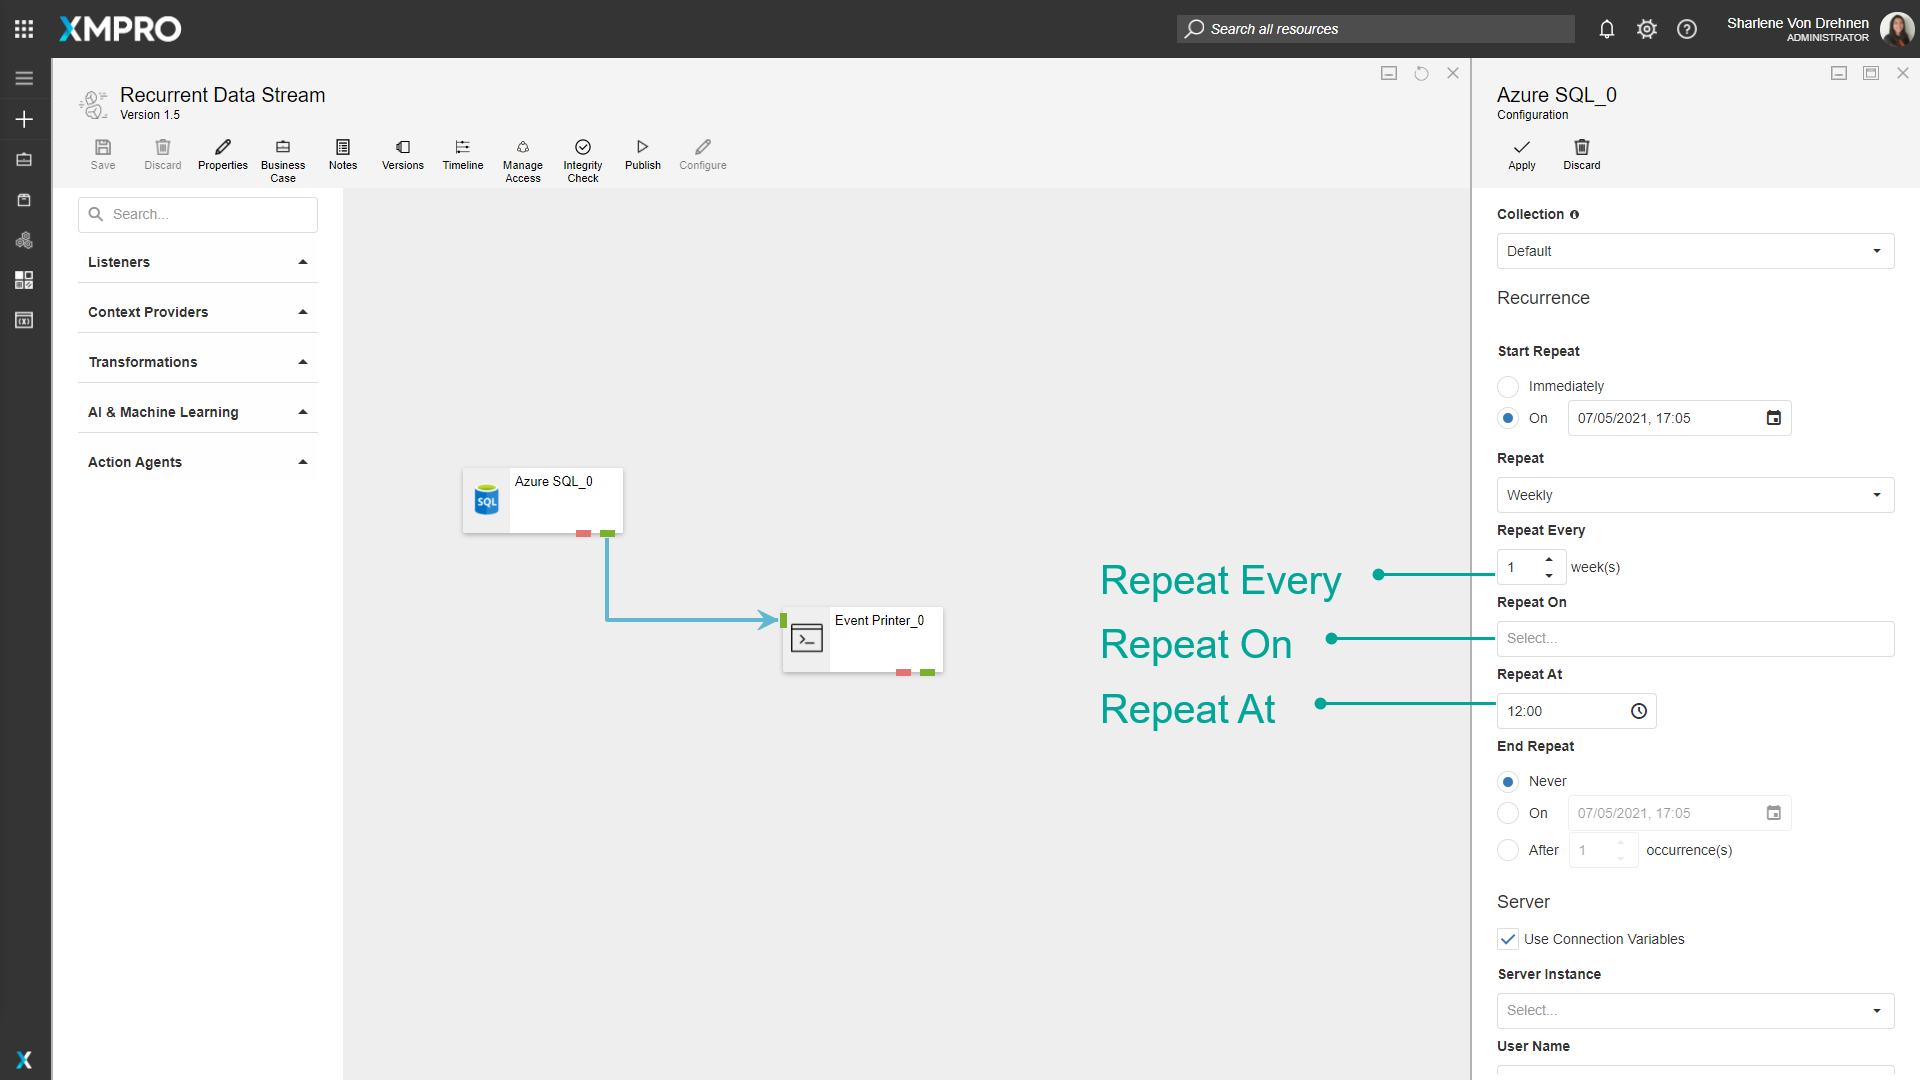 XMPRO
Search all resources
Sharlene Von Drehnen
ADMINISTRATOR
Recurrent Data Stream
Version 1.5
Save
Discard
Properties
Business
Case
Notes
Versions
Timeline
Manage
Access
Integrity
Check
Publish
Configure
Search...
Listeners
Context Providers
Transformations
AI & Machine Learning
Action Agents
SQL
Azure SQL_0
Event Printer_0
Repeat Every
Repeat On
Repeat At
Azure SQL_0
Configuration
Apply
Discard
Collection
Default
Recurrence
Start Repeat
Immediately
On 07/05/2021, 17:05
Repeat
Weekly
Repeat Every
1 week(s)
Repeat On
Select...
Repeat At
12:00
End Repeat
Never
On 07/05/2021, 17:05
After 1 occurrence(s)
Server
Use Connection Variables
Server Instance
Select...
User Name